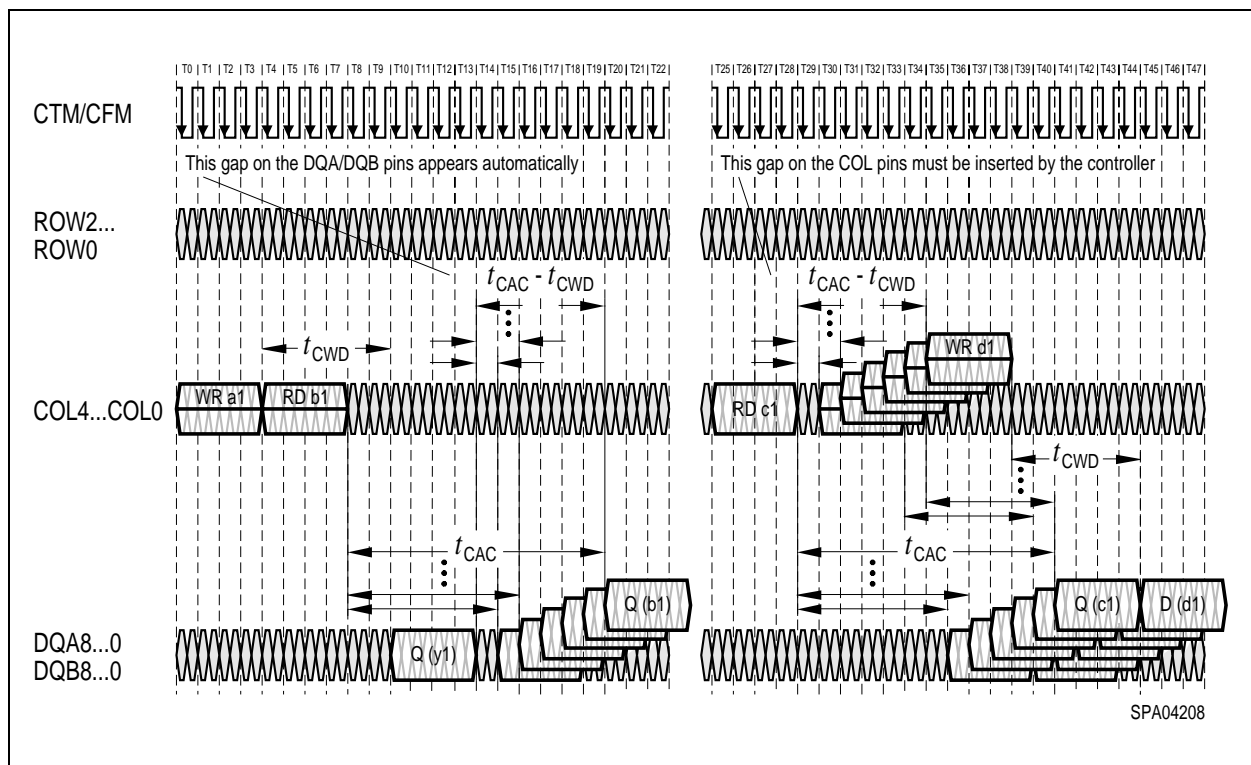 T0 T1 T2 T3 T4 T5 T6 T7 T8 T9 T10 T11 T12 T13 T14 T15 T16 T17 T18 T19 T20 T21 T22
T25 T26 T27 T28 T29 T30 T31 T32 T33 T34 T35 T36 T37 T38 T39 T40 T41 T42 T43 T44 T45 T46 T47
CTM/CFM
This gap on the DQA/DQB pins appears automatically
This gap on the COL pins must be inserted by the controller
ROW2...
ROW0
tCAC - tCWD
tCAC - tCWD
tCWD
WR d1
COL4...COL0
WR a1
RD b1
RD c1
tCWD
tCAC
tCAC
Q (b1)
Q (c1)
D (d1)
DQA8...0
DQB8...0
Q (y1)
SPA04208